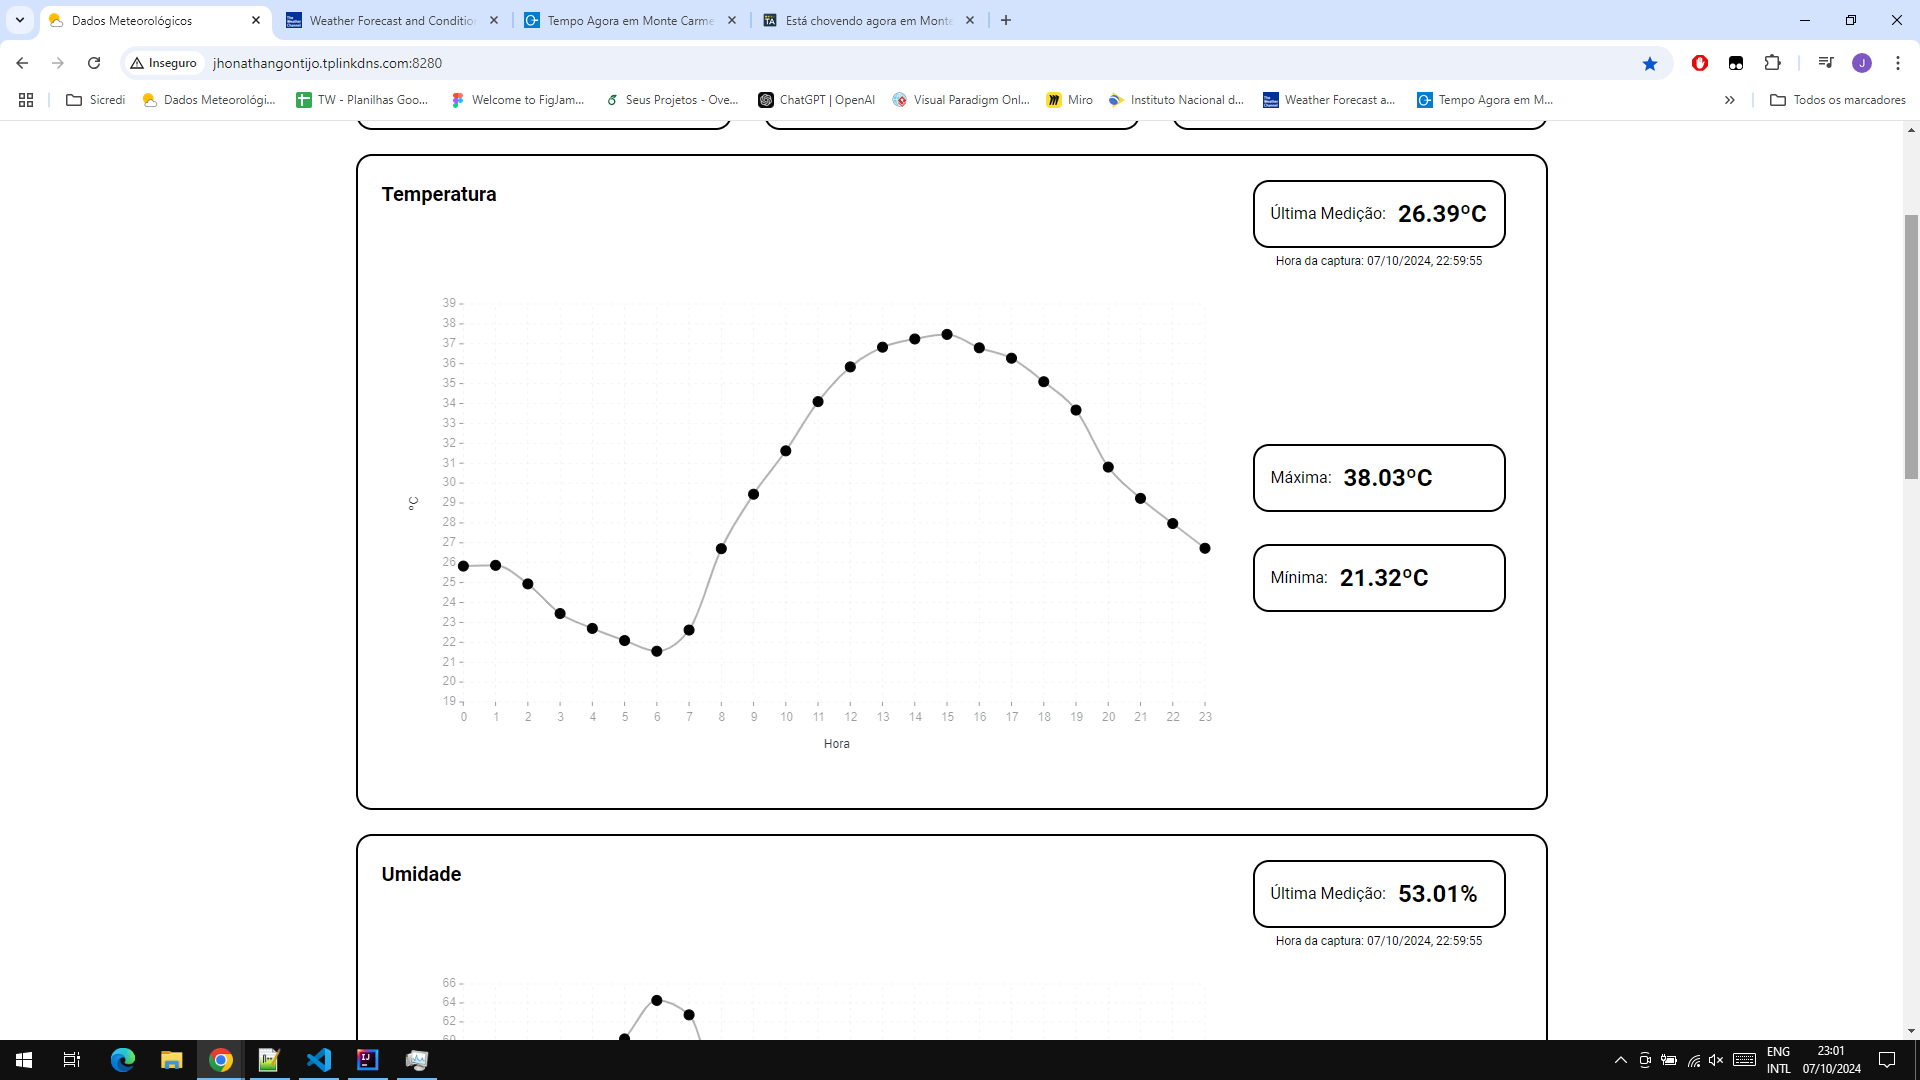 Dados Meteorológicos
Weather Forecast and Conditio
Tempo Agora em Monte Carme
Está chovendo agora em Monte
Inseguro
jhonathangontijo.tplinkdns.com:8280
Sicredi
Dados Meteorológi...
TW - Planilhas Goo...
Welcome to FigJam...
Seus Projetos - Ove...
ChatGPT | OpenAI
Visual Paradigm Onl...
Miro
Instituto Nacional d...
Weather Forecast a...
Tempo Agora em M...
Todos os marcadores
Temperatura
Última Medição: 26.39ºC
Hora da captura: 07/10/2024, 22:59:55
39
38
37
36
35
34
33
32
31
30
29
28
27
26
25
24
23
22
21
20
19
ºC
0 1 2 3 4 5 6 7 8 9 10 11 12 13 14 15 16 17 18 19 20 21 22 23
Hora
Máxima: 38.03ºC
Mínima: 21.32ºC
Umidade
Última Medição: 53.01%
Hora da captura: 07/10/2024, 22:59:55
66
64
62
60
ENG
INTL
23:01
07/10/2024